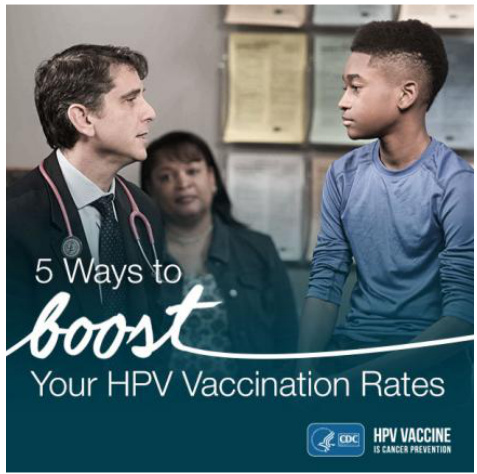 5 Ways to
boost
Your HPV Vaccination Rates
CDC
HPV VACCINE
IS CANCER PREVENTION